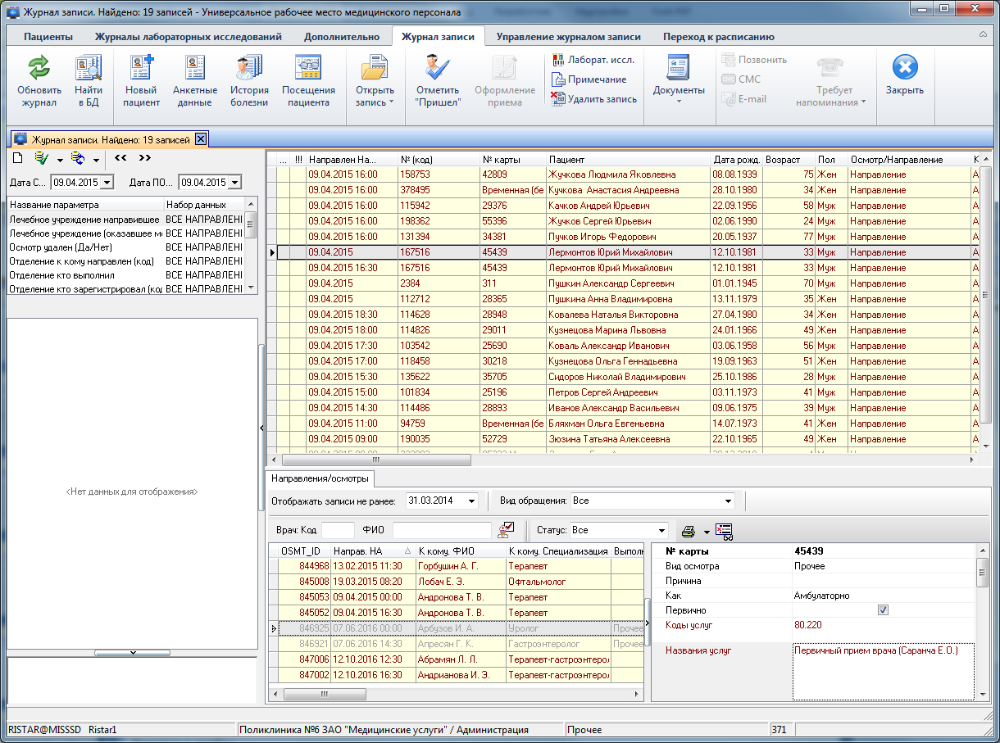 Журнал записи. Найдено: 19 записей - Универсальное рабочее место медицинского персонала
Пациенты Журналы лабораторных исследований Дополнительно Журнал записи Управление журналом записи Переход к расписанию
Обновить журнал
Найти в БД
Новый пациент
Анкетные данные
История болезни
Посещения пациента
Открыть запись
Отметить "Пришел"
Оформление приема
Лаборат. иссл.
Примечание
Удалить запись
Документы
Позвонить
СМС
E-mail
Требует напоминания
Закрыть
Журнал записи. Найдено: 19 записей
<< >>
Дата С... 09.04.2015 Дата ПО... 09.04.2015
Название параметра Набор данных
Лечебное учреждение направившее ВСЕ НАПРАВЛЕНІ
Лечебное учреждение (оказавшее м ВСЕ НАПРАВЛЕНІ
Осмотр удален (Да/Нет) ВСЕ НАПРАВЛЕНІ
Отделение к кому направлен (код) ВСЕ НАПРАВЛЕНІ
Отделение кто выполнил ВСЕ НАПРАВЛЕНІ
Отделение кто зарегистрировал (код ВСЕ НАПРАВЛЕНІ
<Нет данных для отображения>
... !!! Направлен На... № (код) № карты Пациент Дата рожд. Возраст Пол Осмотр/Направление К
09.04.2015 16:00 158753 42809 Жучкова Людмила Яковлевна 08.08.1939 75 Жен Направление А
09.04.2015 16:00 378495 Временная (бе Кучкова Анастасия Андреевна 28.10.1980 34 Жен Направление А
09.04.2015 16:00 115942 29376 Качков Андрей Юрьевич 22.09.1956 58 Муж Направление А
09.04.2015 16:00 198362 55396 Жучков Сергей Юрьевич 02.06.1990 24 Муж Направление А
09.04.2015 16:00 131394 34381 Пучков Игорь Федорович 20.05.1937 77 Муж Направление А
09.04.2015 167516 45439 Лермонтов Юрий Михайлович 12.10.1981 33 Муж Направление А
09.04.2015 16:30 167516 45439 Лермонтов Юрий Михайлович 12.10.1981 33 Муж Направление А
09.04.2015 2384 311 Пушкин Александр Сергеевич 01.01.1945 70 Муж Направление А
09.04.2015 112712 28365 Пушкина Анна Владимировна 13.11.1979 35 Жен Направление А
09.04.2015 18:30 114628 28948 Ковалева Наталья Викторовна 27.04.1980 34 Жен Направление А
09.04.2015 18:00 114826 29011 Кузнецова Марина Львовна 24.01.1966 49 Жен Направление А
09.04.2015 17:30 103542 25690 Коваль Александр Иванович 03.06.1958 56 Муж Направление А
09.04.2015 17:00 118458 30218 Кузнецова Ольга Геннадьевна 19.09.1963 51 Жен Направление А
09.04.2015 15:30 135622 35705 Сидоров Николай Владимирович 25.10.1986 28 Муж Направление А
09.04.2015 15:00 101834 25196 Петров Сергей Андреевич 03.11.1973 41 Муж Направление А
09.04.2015 14:30 114486 28893 Иванов Александр Васильевич 09.06.1975 39 Муж Направление А
09.04.2015 11:00 94759 Временная (бе Бляхман Ольга Евгеньевна 14.07.1973 41 Жен Направление А
09.04.2015 09:00 190035 52729 Зюзина Татьяна Алексеевна 22.10.1965 49 Жен Направление А
Направления/осмотры
Отображать записи не ранее: 31.03.2014 Вид обращения: Все
Врач: Код ФИО Статус: Все
OSMT_ID Направ. НА К кому. ФИО К кому. Специализация Выполн
844968 13.02.2015 11:30 Горбушин А. Г. Терапевт
845008 19.03.2015 08:20 Лобач Е. Э. Офтальмолог
845053 09.04.2015 00:00 Андронова Т. В. Терапевт
845052 09.04.2015 16:30 Андронова Т. В. Терапевт
846925 07.06.2016 00:00 Арбузов И. А. Уролог Прочее
846921 07.06.2016 14:30 Апресян Г. К. Гастроэнтеролог Прочее
847006 12.10.2016 12:30 Абрамян Л. Л. Терапевт-гастроэнтерол
847002 12.10.2016 16:30 Андрианова И. Э. Терапевт-гастроэнтерол
№ карты 45439
Вид осмотра Прочее
Причина
Как Амбулаторно
Первично
Коды услуг 80.220
Названия услуг Первичный прием врача (Саранча Е.О.)
RISTAR@MISSSD Ristar1 Поликлиника №6 ЗАО "Медицинские услуги" / Администрация Прочее 371